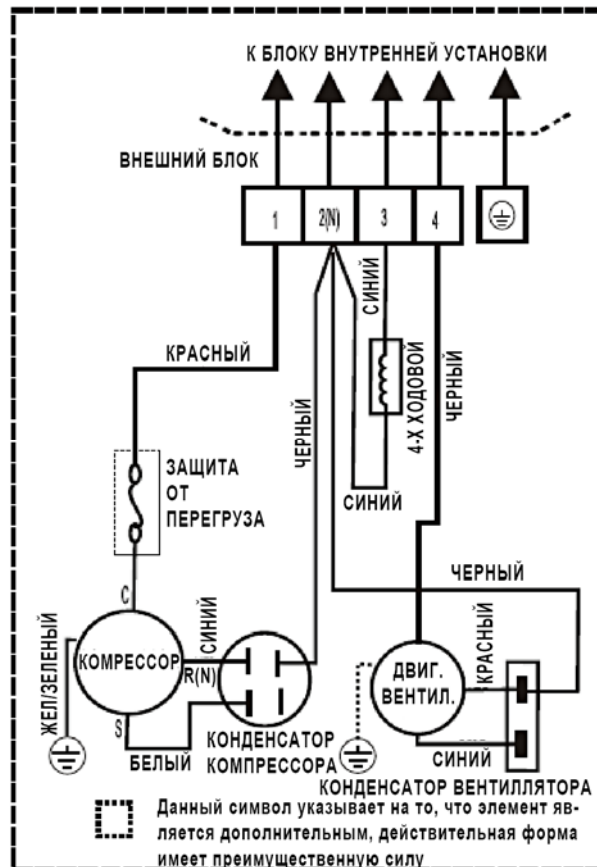 К БЛОКУ ВНУТРЕННЕЙ УСТАНОВКИ
ВНЕШНИЙ БЛОК
1 2(N) 3 4
КРАСНЫЙ
СИНИЙ
4-Х ХОДОВОЙ
ЧЕРНЫЙ
ЧЕРНЫЙ
СИНИЙ
ЗАЩИТА
ОТ
ПЕРЕГРУЗА
ЧЕРНЫЙ
C
ЖЕЛ/ЗЕЛЕНЫЙ
КОМРЕССОР
СИНИЙ
R(N)
S
БЕЛЫЙ
КОНДЕНСАТОР
КОМПРЕССОРА
ДВИГ.
ВЕНТИЛ.
КРАСНЫЙ
СИНИЙ
КОНДЕНСАТОР ВЕНТИЛЛЯТОРА
Данный символ указывает на то, что элемент яв-
ляется дополнительным, действительная форма
имеет преимущественную силу